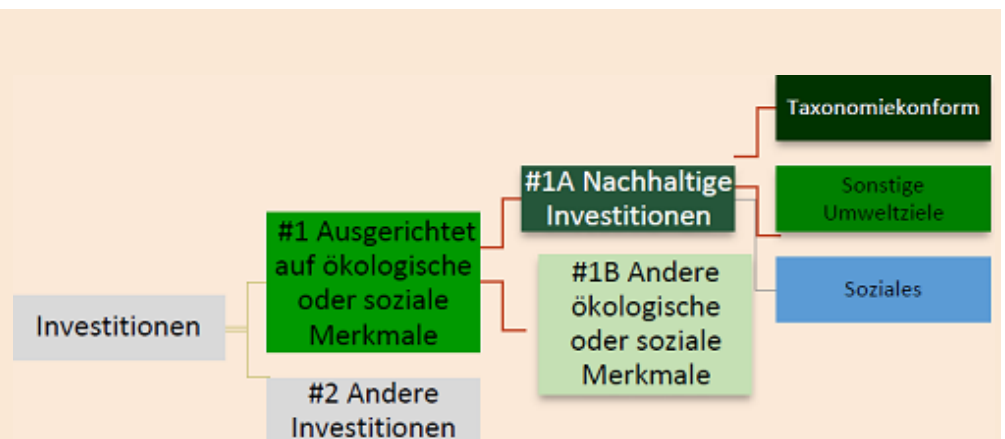 Investitionen
#1 Ausgerichtet
auf ökologische
oder soziale
Merkmale
#2 Andere
Investitionen
#1A Nachhaltige
Investitionen
#1B Andere
ökologische
oder soziale
Merkmale
Taxonomiekonform
Sonstige
Umweltziele
Soziales